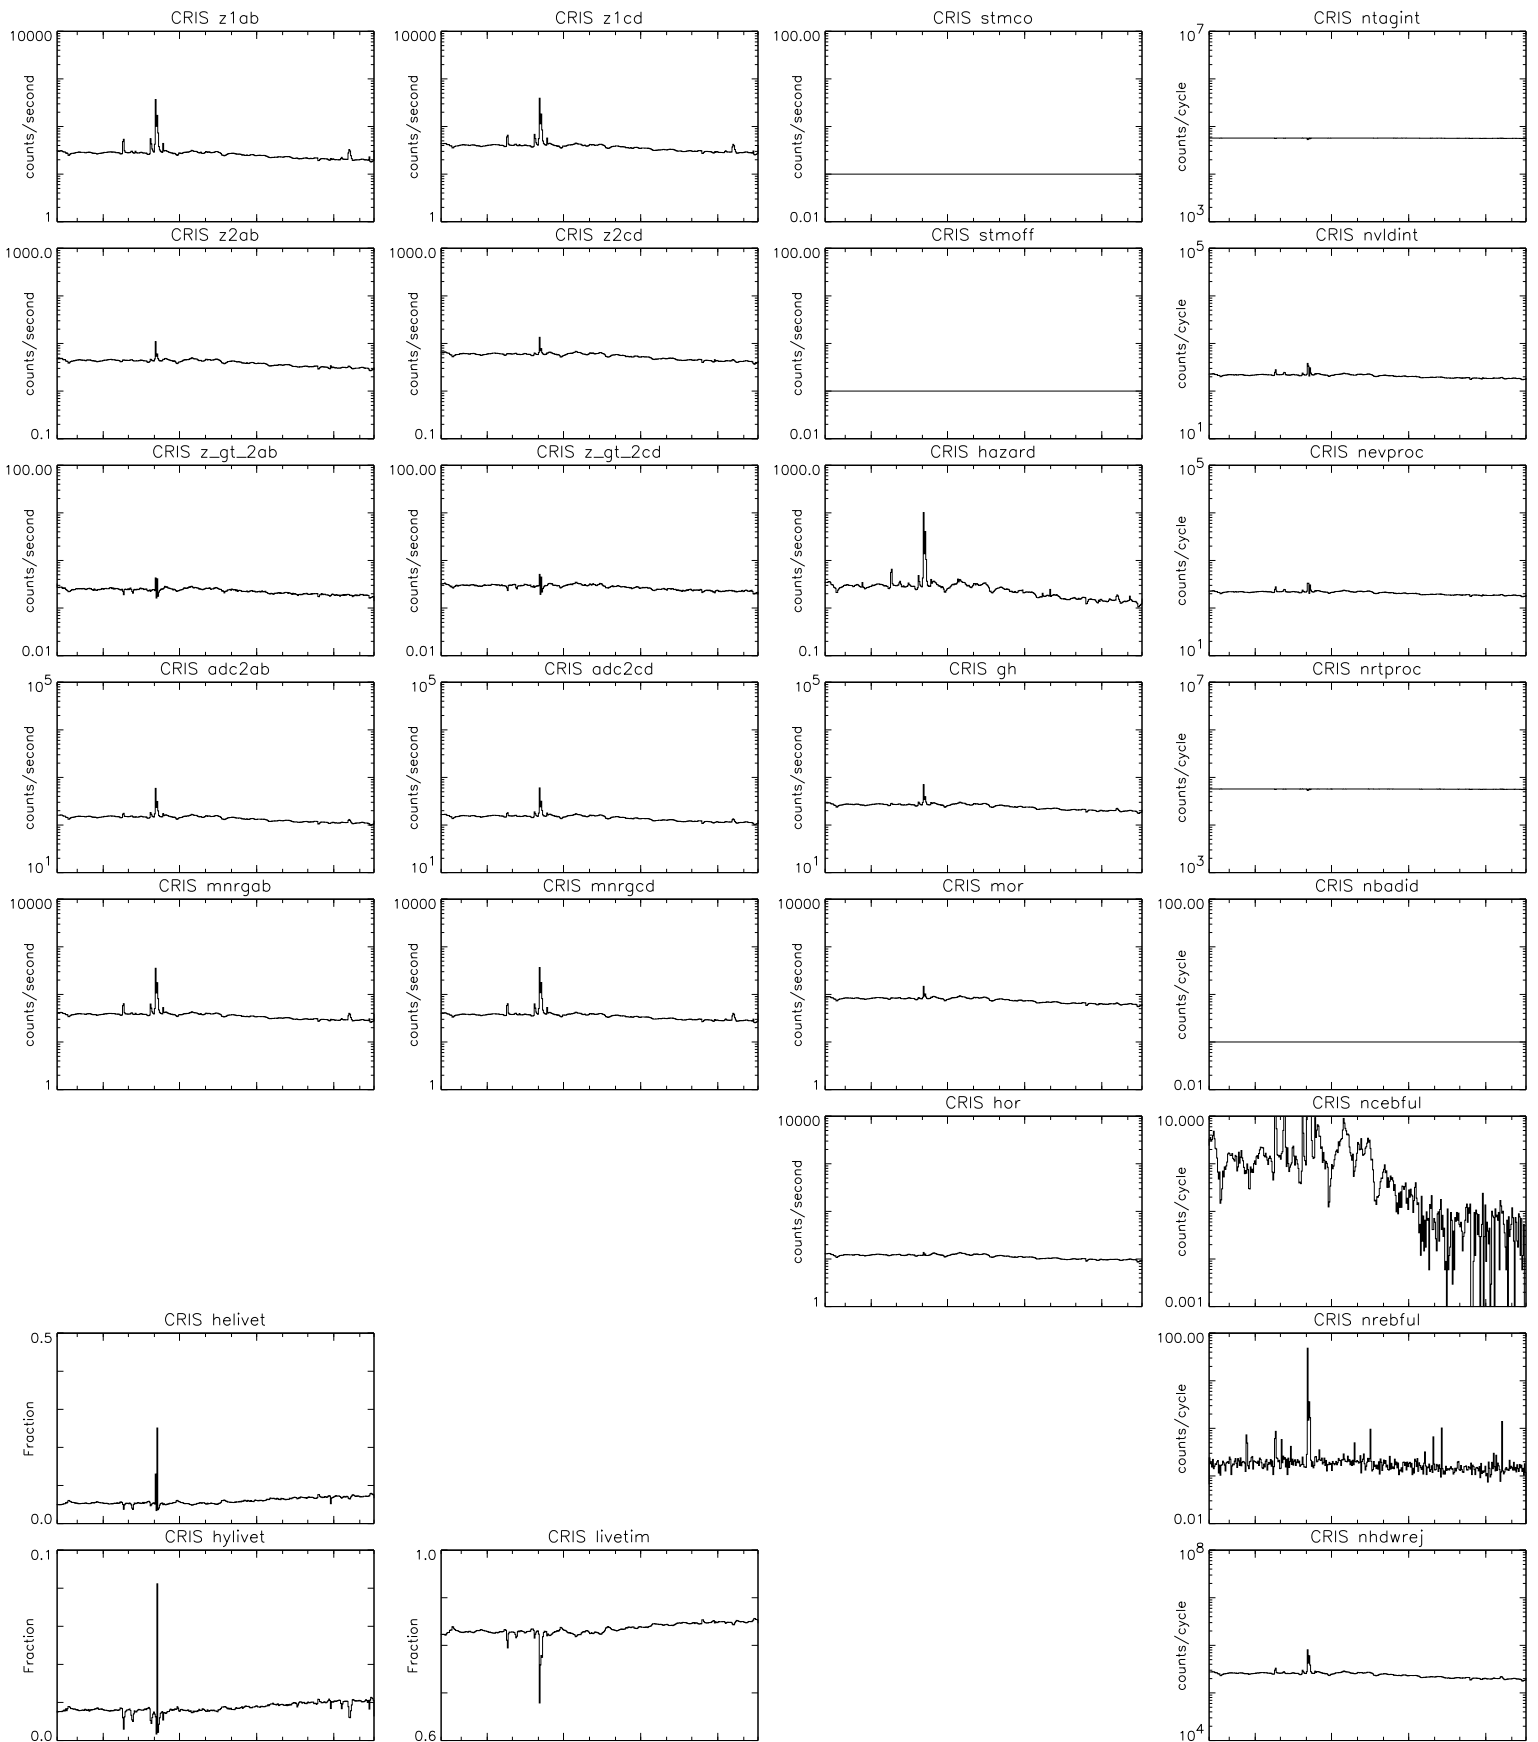 CRIS z1ab
CRIS z1cd
CRIS stmco
CRIS ntagint
10000
counts/second
1
10000
counts/second
1
100.00
counts/second
0.01
10^7
counts/cycle
10^3
CRIS z2ab
CRIS z2cd
CRIS stmoff
CRIS nvldint
1000.0
counts/second
0.1
1000.0
counts/second
0.1
100.00
counts/second
0.01
10^5
counts/cycle
10^1
CRIS z_gt_2ab
CRIS z_gt_2cd
CRIS hazard
CRIS nevproc
100.00
counts/second
0.01
100.00
counts/second
0.01
1000.0
counts/second
0.1
10^5
counts/cycle
10^1
CRIS adc2ab
CRIS adc2cd
CRIS gh
CRIS nrtproc
10^5
counts/second
10^1
10^5
counts/second
10^1
10^5
counts/second
10^1
10^7
counts/cycle
10^3
CRIS mnrgab
CRIS mnrgcd
CRIS mor
CRIS nbadid
10000
counts/second
1
10000
counts/second
1
10000
counts/second
1
100.00
counts/cycle
0.01
CRIS hor
CRIS ncebful
10000
counts/second
1
10.000
counts/cycle
0.001
CRIS helivet
CRIS nrebful
0.5
Fraction
0.0
100.00
counts/cycle
0.01
CRIS hylivet
CRIS livetim
CRIS nhdwrej
0.1
Fraction
0.0
1.0
Fraction
0.6
10^8
counts/cycle
10^4